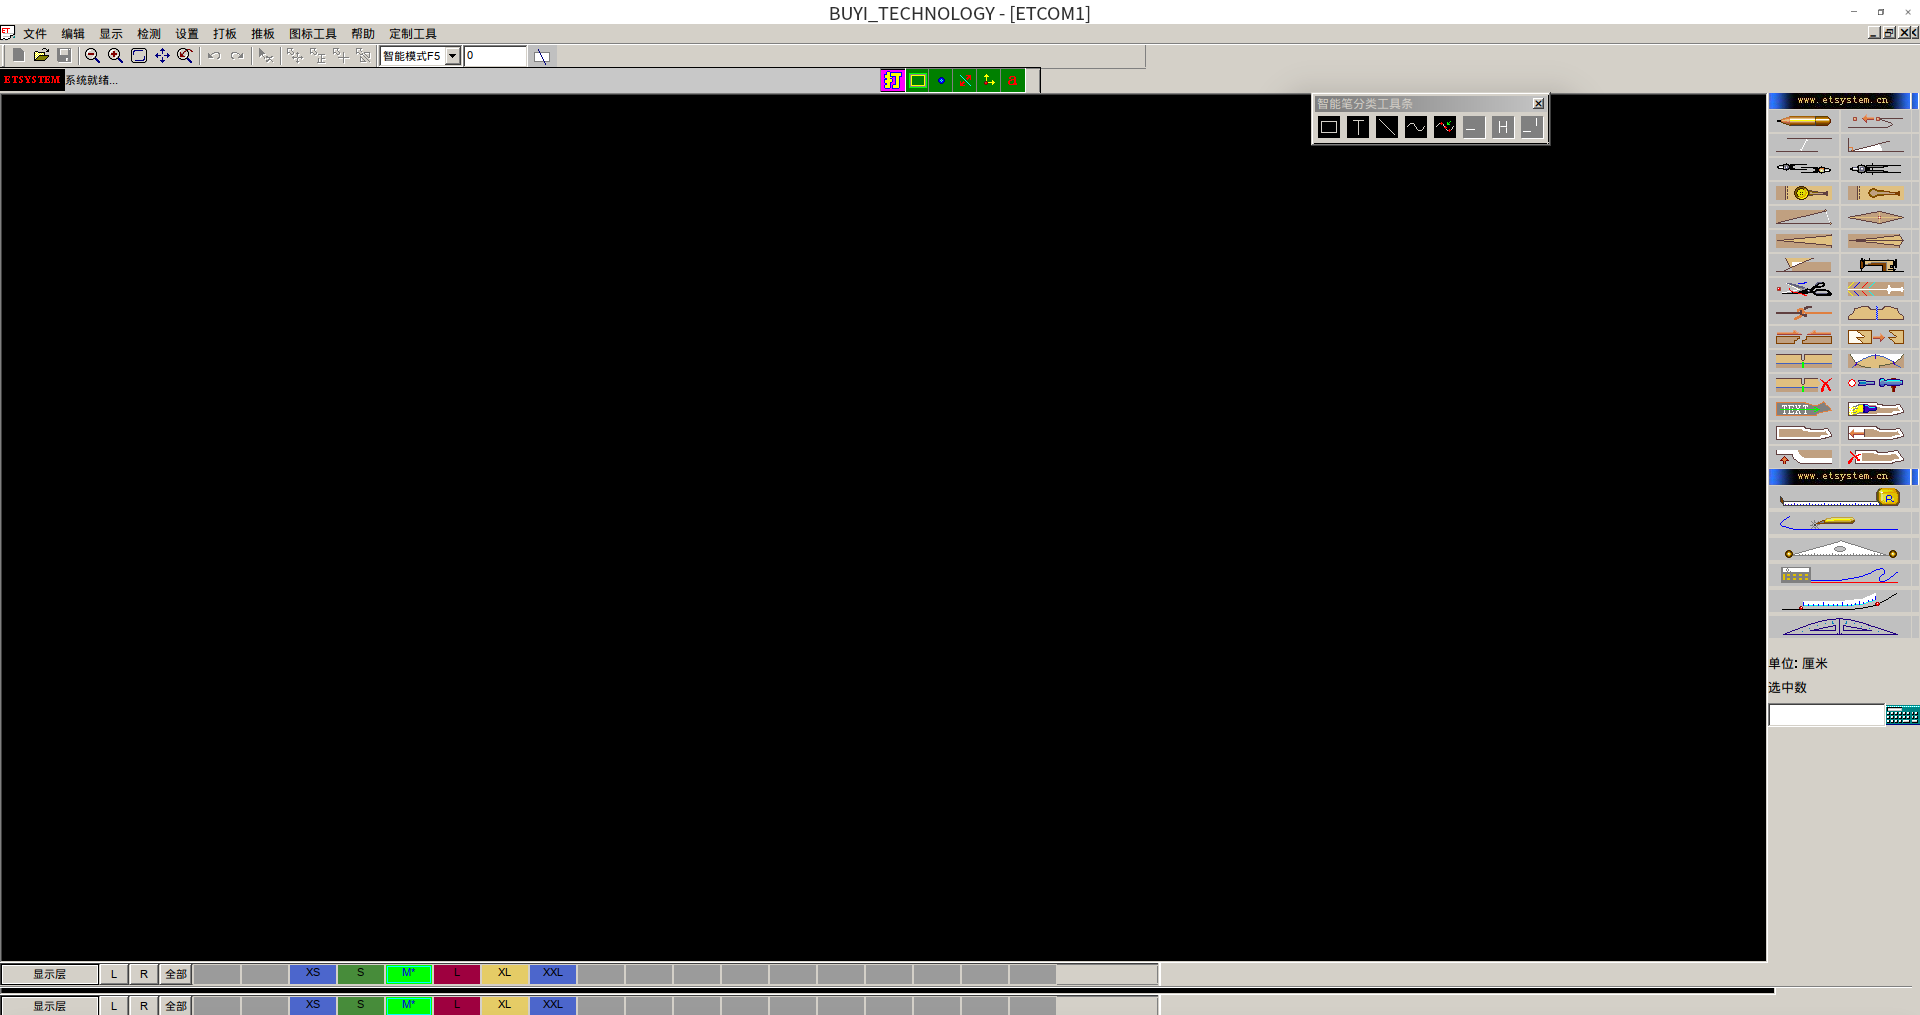 BUYI_TECHNOLOGY - [ETCOM1]
文件 编辑 显示 检测 设置 打板 推板 图标工具 帮助 定制工具
智能模式F5 0
ETSYSTEM 系统就绪... 打
智能笔分类工具条
www.etsystem.cn
TEXT
www.etsystem.cn
单位: 厘米
选中数
显示层 L R 全部 XS S M* L XL XXL
显示层 L R 全部 XS S M* L XL XXL